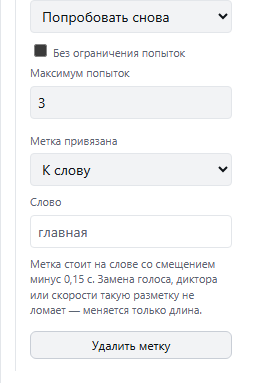 Попробовать снова
Без ограничения попыток
Максимум попыток
3
Метка привязана
К слову
Слово
главная
Метка стоит на слове со смещением
минус 0,15 с. Замена голоса, диктора
или скорости такую разметку не
ломает — меняется только длина.
Удалить метку